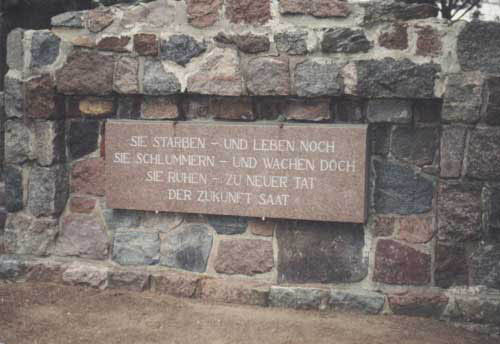 SIE STARBEN - UND LEBEN NOCH
SIE SCHLUMMERN - UND WACHEN DOCH
SIE RUHEN - ZU NEUER TAT
DER ZUKUNFT SAAT